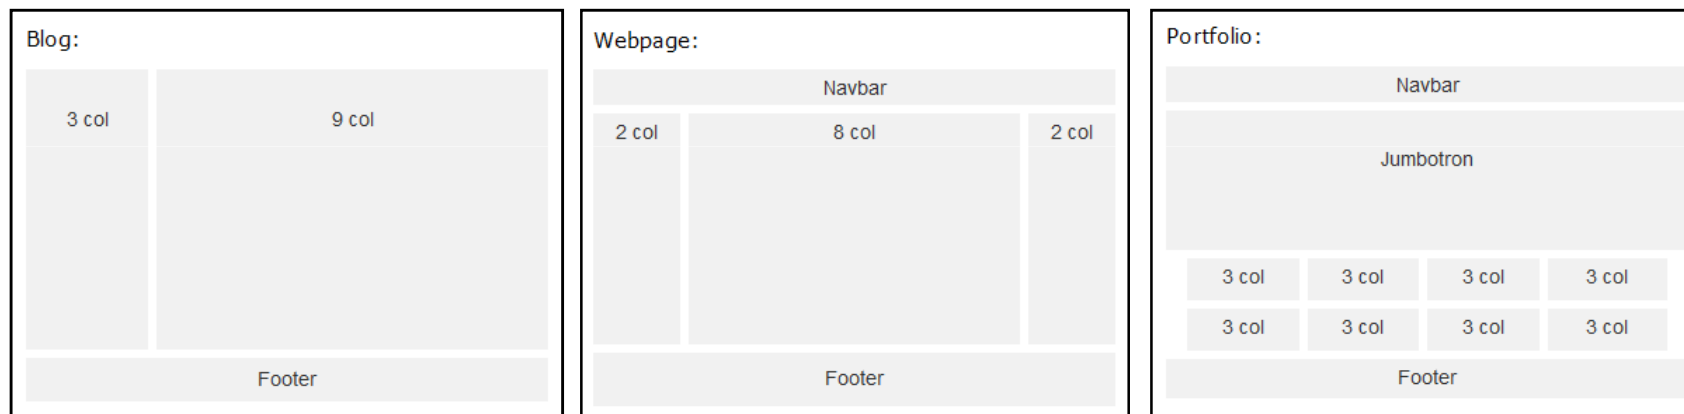 Blog:
3 col
9 col
Footer
Webpage:
Navbar
2 col
8 col
2 col
Footer
Portfolio:
Navbar
Jumbotron
3 col
3 col
3 col
3 col
3 col
3 col
3 col
3 col
Footer